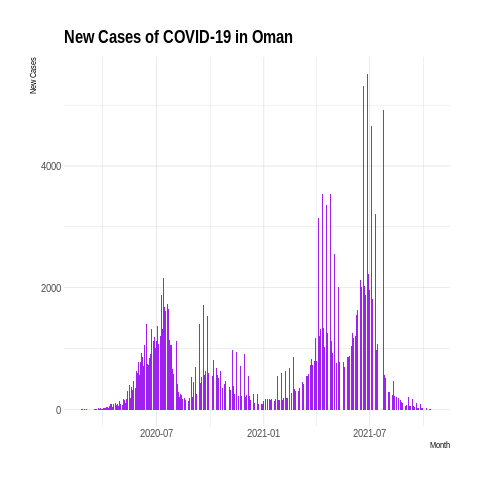 New Cases of COVID-19 in Oman
New Cases
4000
2000
0
2020-07
2021-01
2021-07
Month